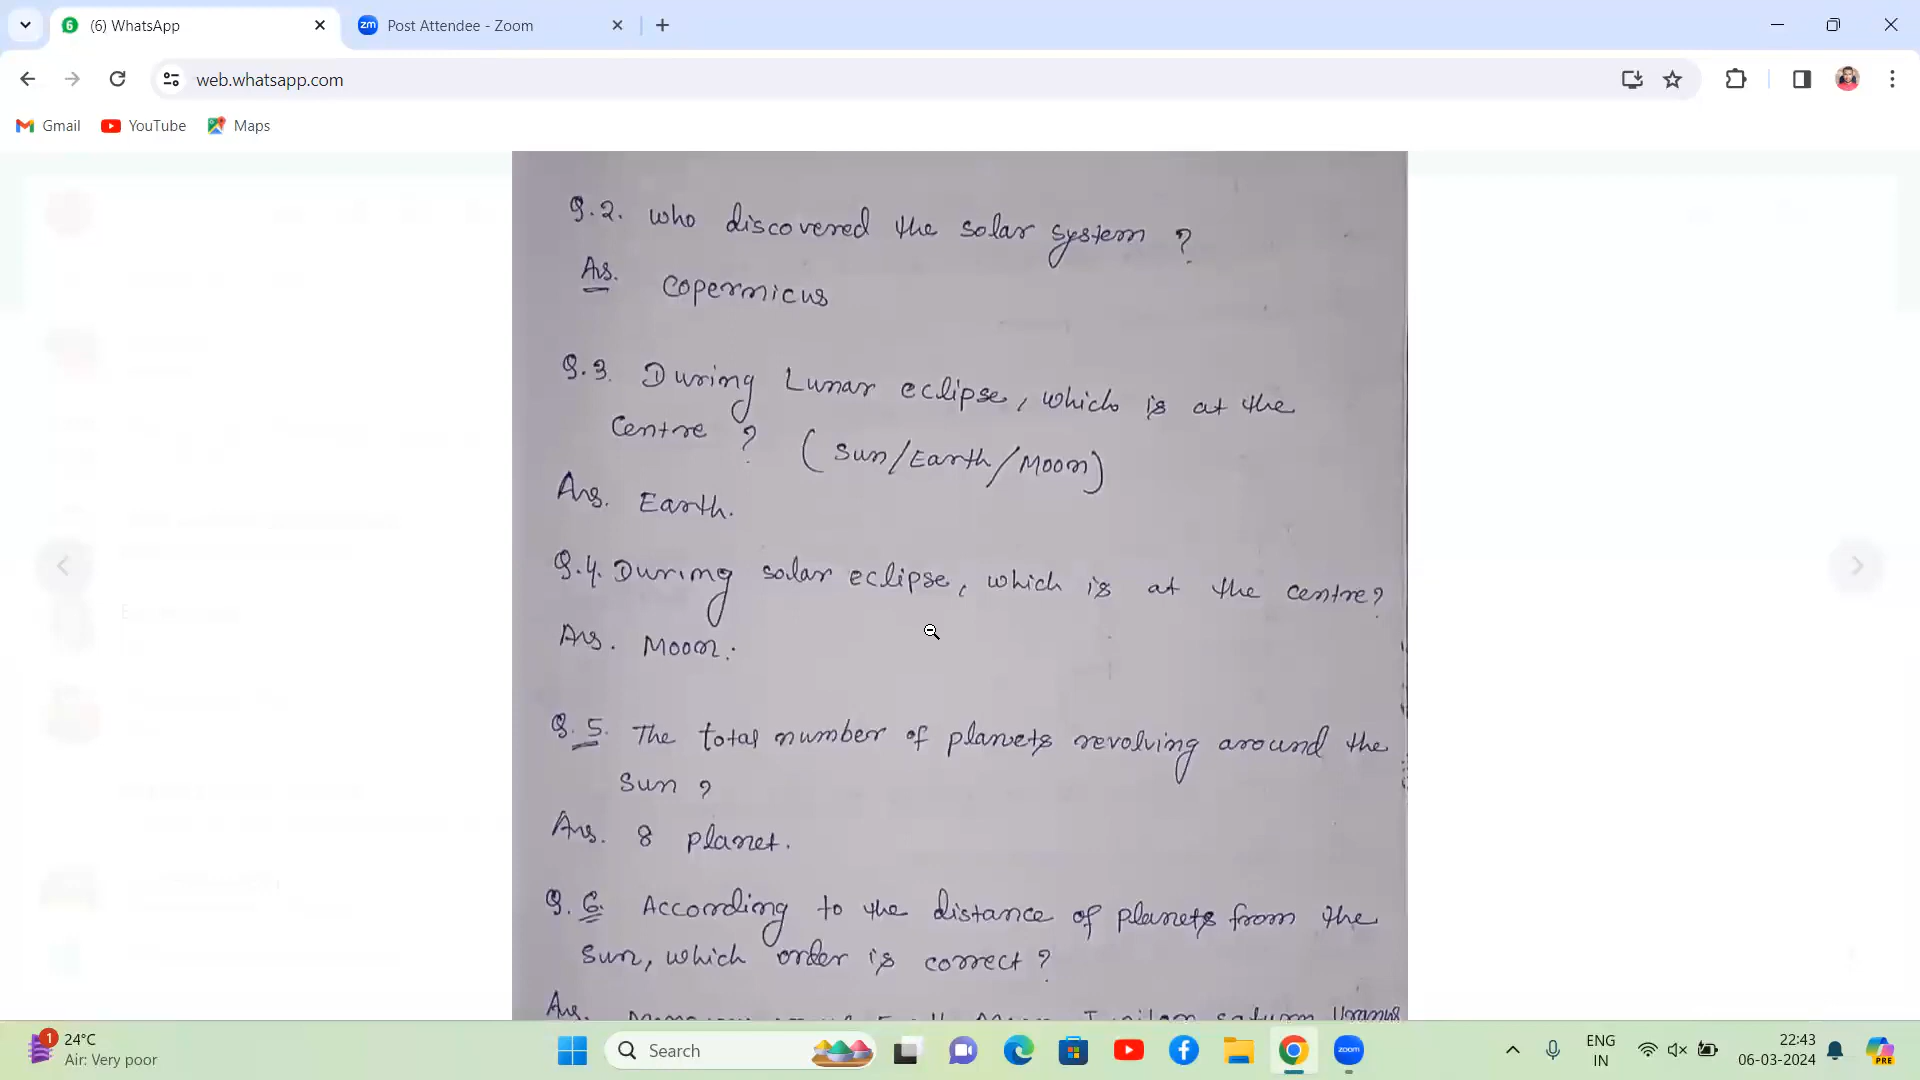 (6) WhatsApp
Post Attendee - Zoom
web.whatsapp.com
Gmail
YouTube
Maps
Q.2. Who discovered the solar system ?
Ans. Copernicus
Q.3. During Lunar eclipse, which is at the
Centre ? (Sun/Earth/Moon)
Ans. Earth.
Q.4. During solar eclipse, which is at the centre?
Ans. Moon.
Q.5. The total number of planets revolving around the
Sun ?
Ans. 8 planet.
Q.6. According to the distance of planets from the
Sun, which order is correct ?
Ans.
1
24°C
Air: Very poor
Search
zoom
ENG
IN
22:43
06-03-2024
PRE